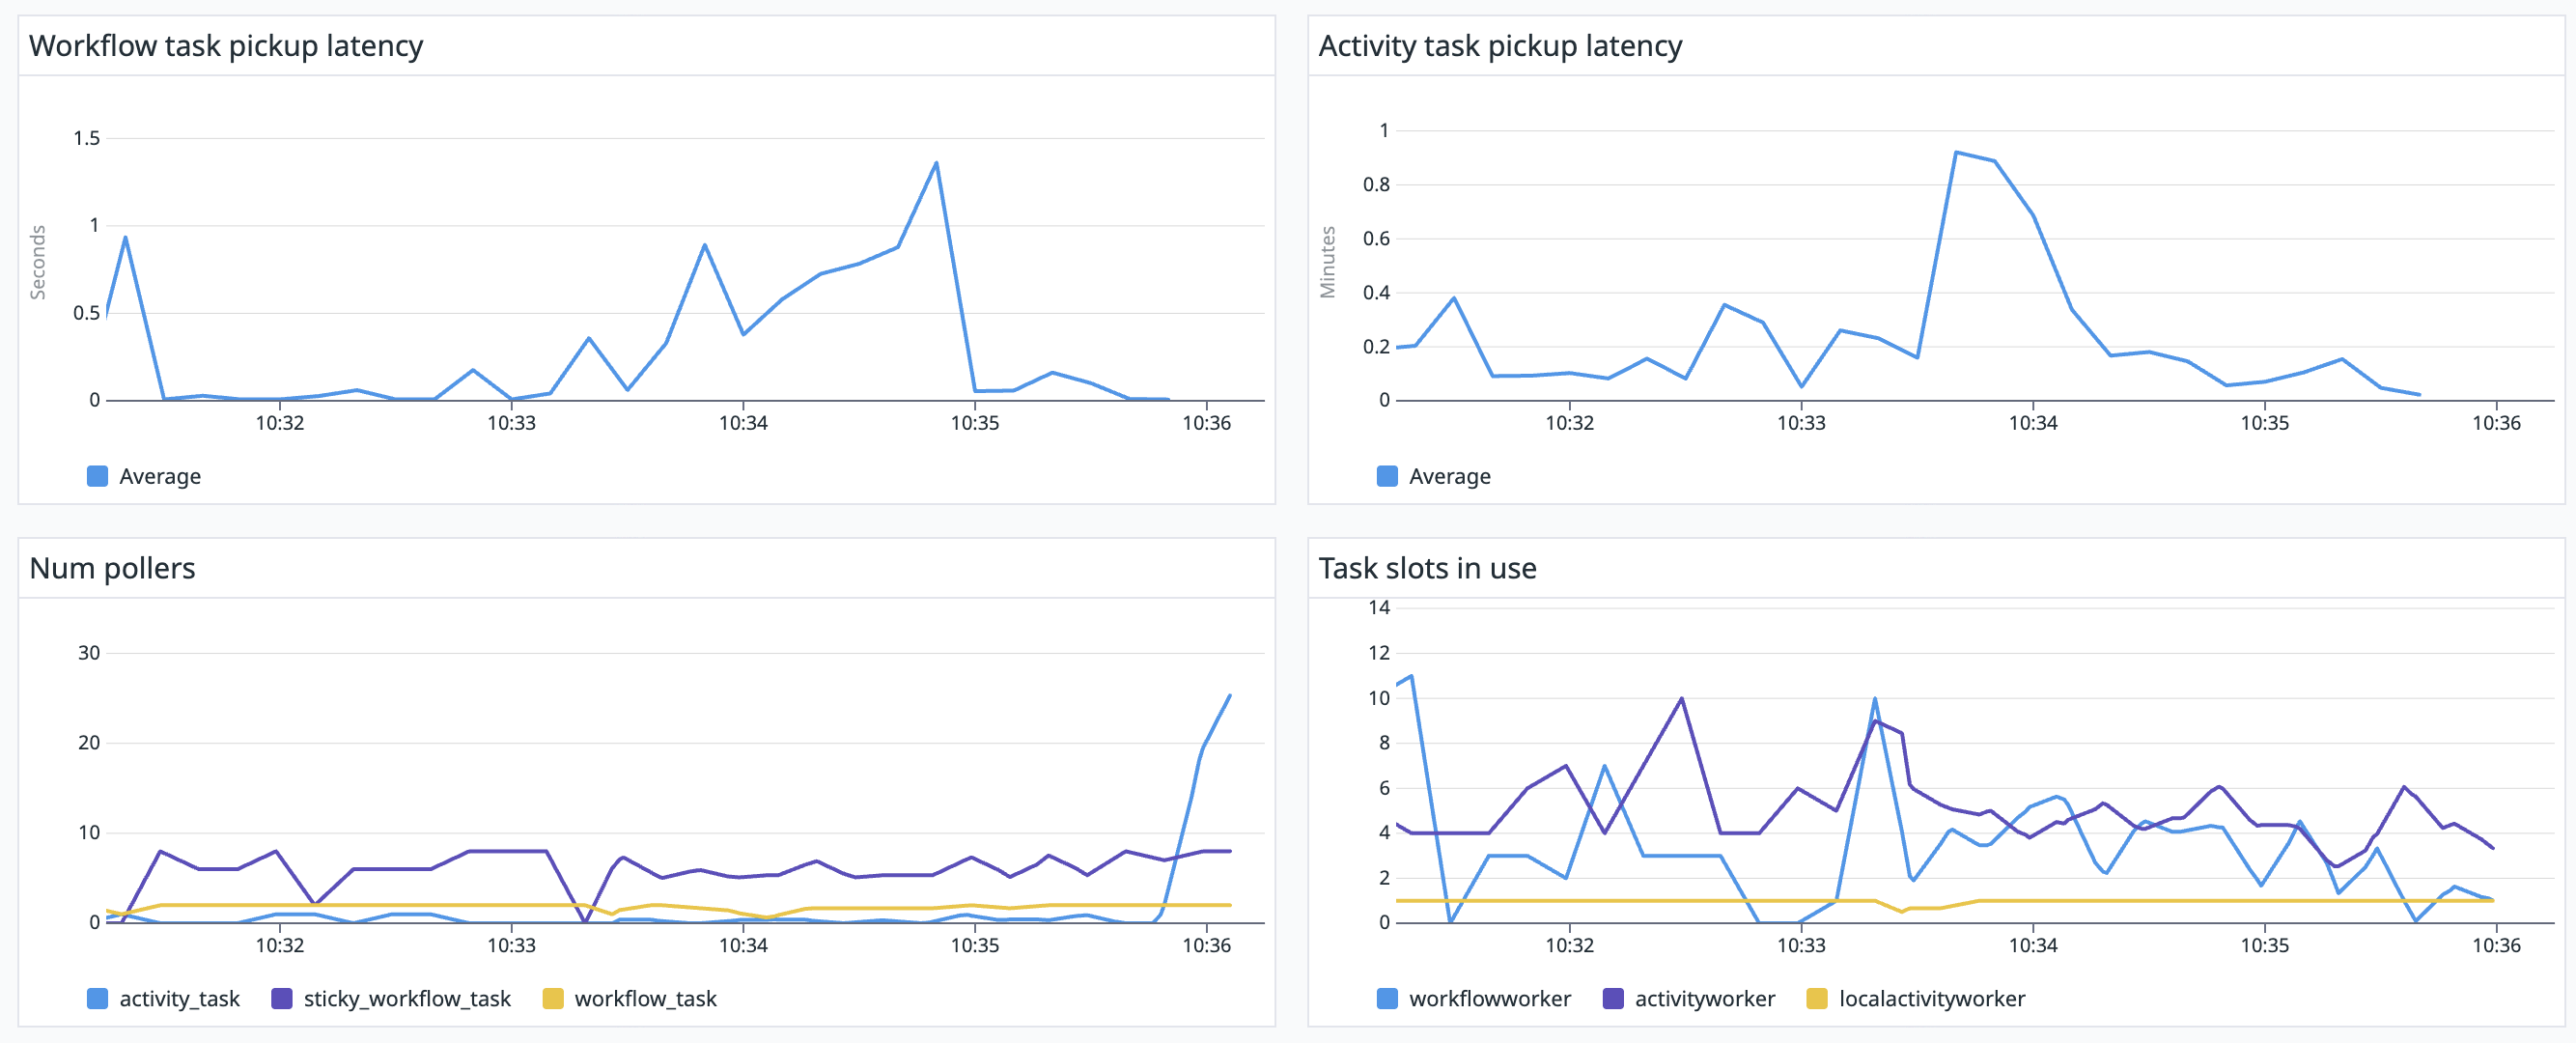 Workflow task pickup latency
Seconds
1.5
1
0.5
0
10:32 10:33 10:34 10:35 10:36
Average
Activity task pickup latency
Minutes
1
0.8
0.6
0.4
0.2
0
10:32 10:33 10:34 10:35 10:36
Average
Num pollers
30
20
10
0
10:32 10:33 10:34 10:35 10:36
activity_task sticky_workflow_task workflow_task
Task slots in use
14
12
10
8
6
4
2
0
10:32 10:33 10:34 10:35 10:36
workflowworker activityworker localactivityworker